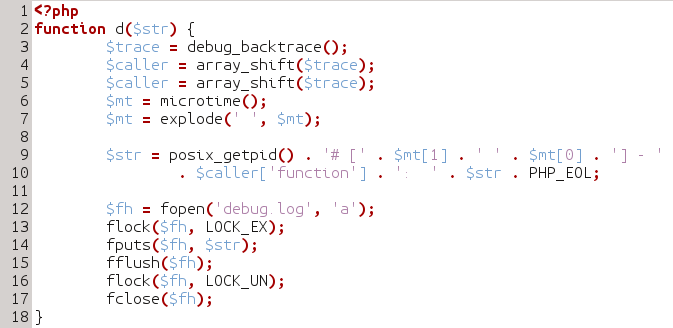 1 <?php
2 function d($str) {
3         $trace = debug_backtrace();
4         $caller = array_shift($trace);
5         $caller = array_shift($trace);
6         $mt = microtime();
7         $mt = explode(' ', $mt);
8
9         $str = posix_getpid() . '# [' . $mt[1] . ' ' . $mt[0] . '] - '
10                 . $caller['function'] . ':  ' . $str . PHP_EOL;
11
12         $fh = fopen('debug.log', 'a');
13         flock($fh, LOCK_EX);
14         fputs($fh, $str);
15         fflush($fh);
16         flock($fh, LOCK_UN);
17         fclose($fh);
18 }